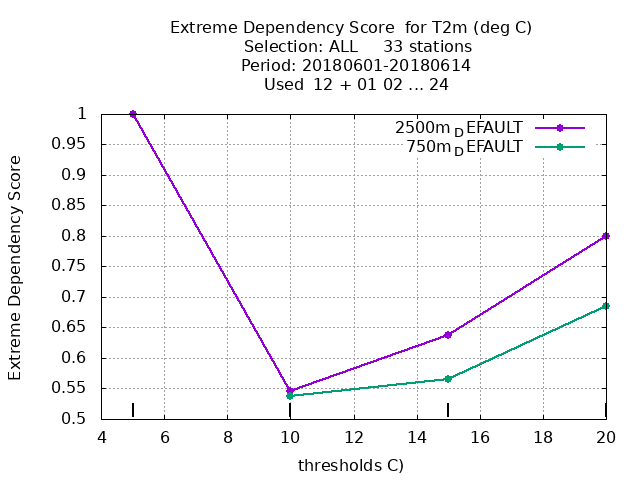 Extreme Dependency Score  for T2m (deg C)
Selection: ALL     33 stations
Period: 20180601-20180614
Used  12 + 01 02 ... 24
2500m_DEFAULT
750m_DEFAULT
Extreme Dependency Score
1
0.95
0.9
0.85
0.8
0.75
0.7
0.65
0.6
0.55
0.5
4 6 8 10 12 14 16 18 20
thresholds C)